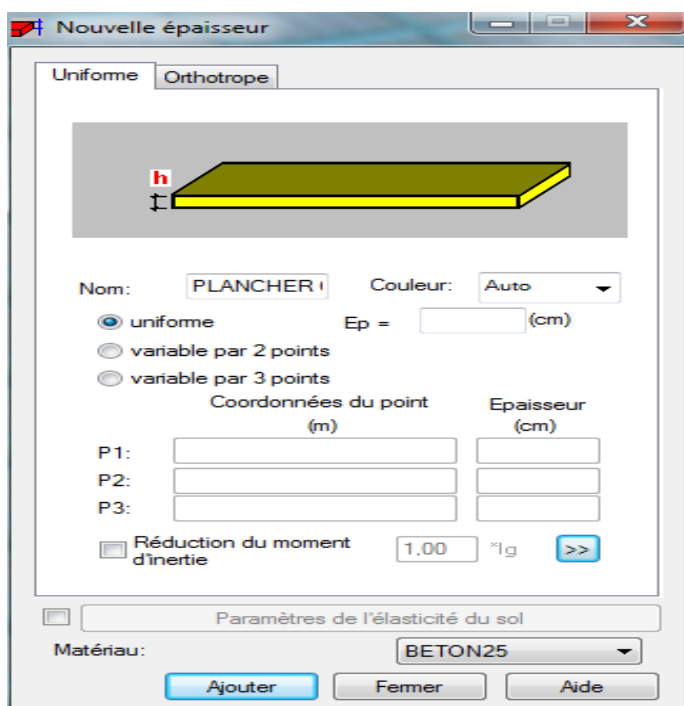 Nouvelle épaisseur
Uniforme Orthotrope
h
Nom: PLANCHER Couleur: Auto
uniforme Ep = (cm)
variable par 2 points
variable par 3 points
Coordonnées du point Epaisseur
(m) (cm)
P1:
P2:
P3:
Réduction du moment
d'inertie 1,00 *Ig >>
Paramètres de l'élasticité du sol
Matériau: BETON25
Ajouter Fermer Aide